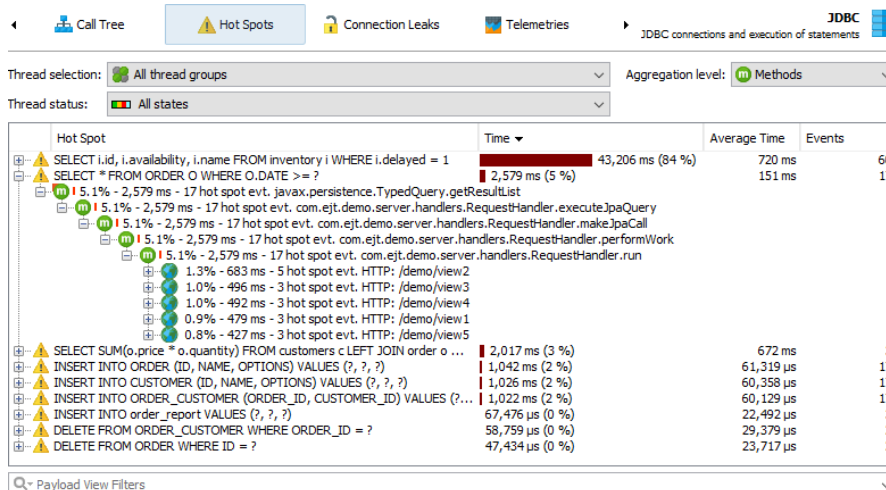 Call Tree Hot Spots Connection Leaks Telemetries JDBC
JDBC connections and execution of statements
Thread selection: All thread groups Aggregation level: Methods
Thread status: All states
Hot Spot Time Average Time Events
SELECT i.id, i.availability, i.name FROM inventory i WHERE i.delayed = 1 43,206 ms (84 %) 720 ms
SELECT * FROM ORDER O WHERE O.DATE >= ? 2,579 ms (5 %) 151 ms
m 5.1% - 2,579 ms - 17 hot spot evt. javax.persistence.TypedQuery.getResultList
m 5.1% - 2,579 ms - 17 hot spot evt. com.ejt.demo.server.handlers.RequestHandler.executeJpaQuery
m 5.1% - 2,579 ms - 17 hot spot evt. com.ejt.demo.server.handlers.RequestHandler.makeJpaCall
m 5.1% - 2,579 ms - 17 hot spot evt. com.ejt.demo.server.handlers.RequestHandler.performWork
m 5.1% - 2,579 ms - 17 hot spot evt. com.ejt.demo.server.handlers.RequestHandler.run
1.3% - 683 ms - 5 hot spot evt. HTTP: /demo/view2
1.0% - 496 ms - 3 hot spot evt. HTTP: /demo/view3
1.0% - 492 ms - 3 hot spot evt. HTTP: /demo/view4
0.9% - 479 ms - 3 hot spot evt. HTTP: /demo/view1
0.8% - 427 ms - 3 hot spot evt. HTTP: /demo/view5
SELECT SUM(o.price * o.quantity) FROM customers c LEFT JOIN order o ... 2,017 ms (3 %) 672 ms
INSERT INTO ORDER (ID, NAME, OPTIONS) VALUES (?, ?, ?) 1,042 ms (2 %) 61,319 µs
INSERT INTO CUSTOMER (ID, NAME, OPTIONS) VALUES (?, ?, ?) 1,026 ms (2 %) 60,358 µs
INSERT INTO ORDER_CUSTOMER (ORDER_ID, CUSTOMER_ID) VALUES (?... 1,022 ms (2 %) 60,129 µs
INSERT INTO order_report VALUES (?, ?, ?) 67,476 µs (0 %) 22,492 µs
DELETE FROM ORDER_CUSTOMER WHERE ORDER_ID = ? 58,759 µs (0 %) 29,379 µs
DELETE FROM ORDER WHERE ID = ? 47,434 µs (0 %) 23,717 µs
Payload View Filters